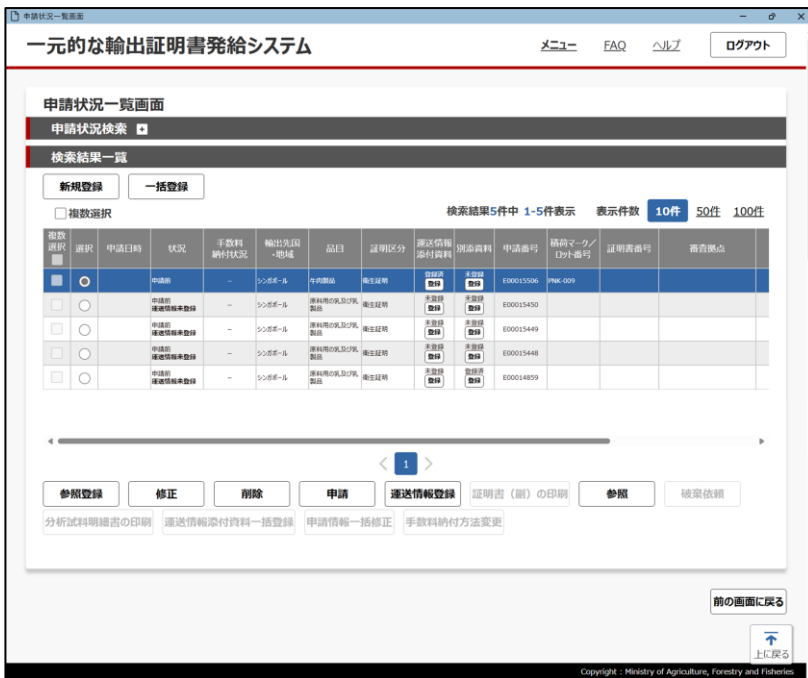 申請状況一覧画面
一元的な輸出証明書発給システム メニュー FAQ ヘルプ ログアウト
申請状況一覧画面
申請状況検索
検索結果一覧
新規登録 一括登録
複数選択 検索結果5件中 1-5件表示 表示件数 10件 50件 100件
複数選択 選択 申請日時 状況 手数料納付状況 輸出先国・地域 品目 証明区分 運送情報添付資料 別添資料 申請番号 積荷マーク/ロット番号 証明書番号 審査拠点
申請前 - シンガポール 牛肉製品 衛生証明 登録済 登録 未登録 登録 E00015506 PNK-009
申請前 運送情報未登録 - シンガポール 原料用の乳及び乳製品 衛生証明 未登録 登録 未登録 登録 E00015450
申請前 運送情報未登録 - シンガポール 原料用の乳及び乳製品 衛生証明 未登録 登録 未登録 登録 E00015449
申請前 運送情報未登録 - シンガポール 原料用の乳及び乳製品 衛生証明 未登録 登録 未登録 登録 E00015448
申請前 運送情報未登録 - シンガポール 原料用の乳及び乳製品 衛生証明 未登録 登録 登録済 登録 E00014859
1
参照登録 修正 削除 申請 運送情報登録 証明書(副)の印刷 参照 破棄依頼
分析試料明細書の印刷 運送情報添付資料一括登録 申請情報一括修正 手数料納付方法変更
前の画面に戻る
上に戻る
Copyright : Ministry of Agriculture, Forestry and Fisheries